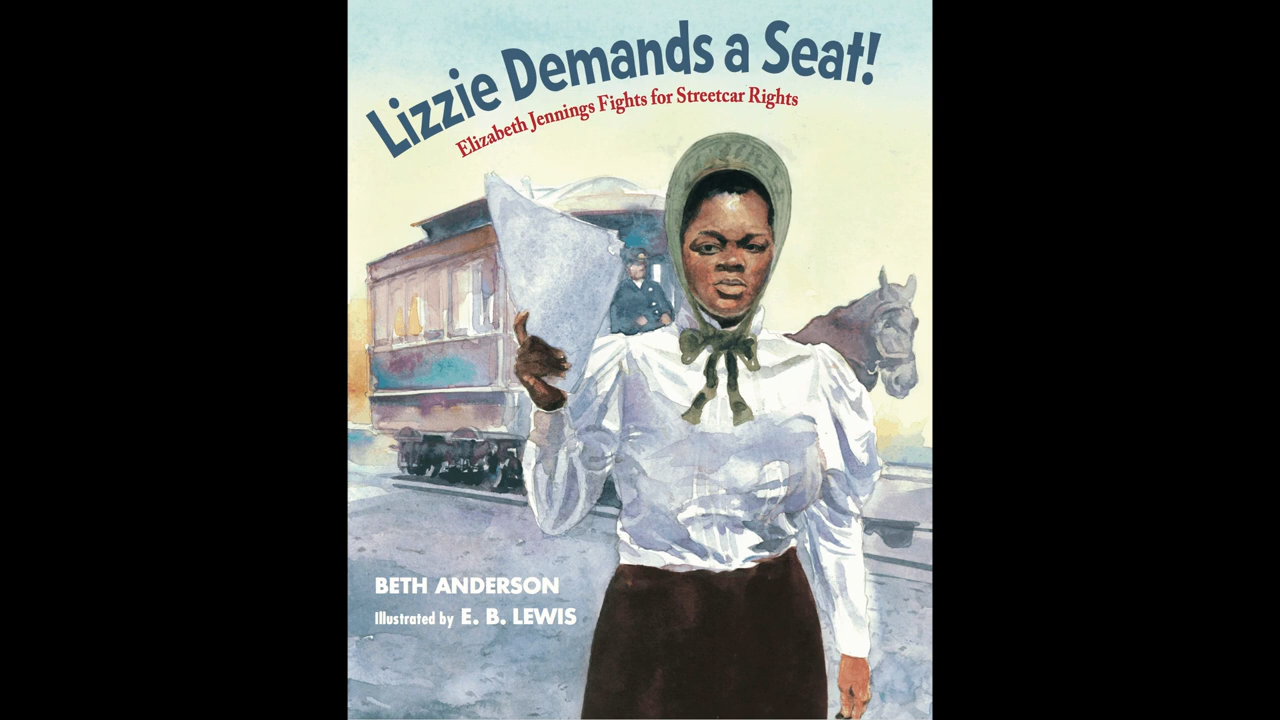 Lizzie Demands a Seat!
Elizabeth Jennings Fights for Streetcar Rights
BETH ANDERSON
Illustrated by E. B. LEWIS